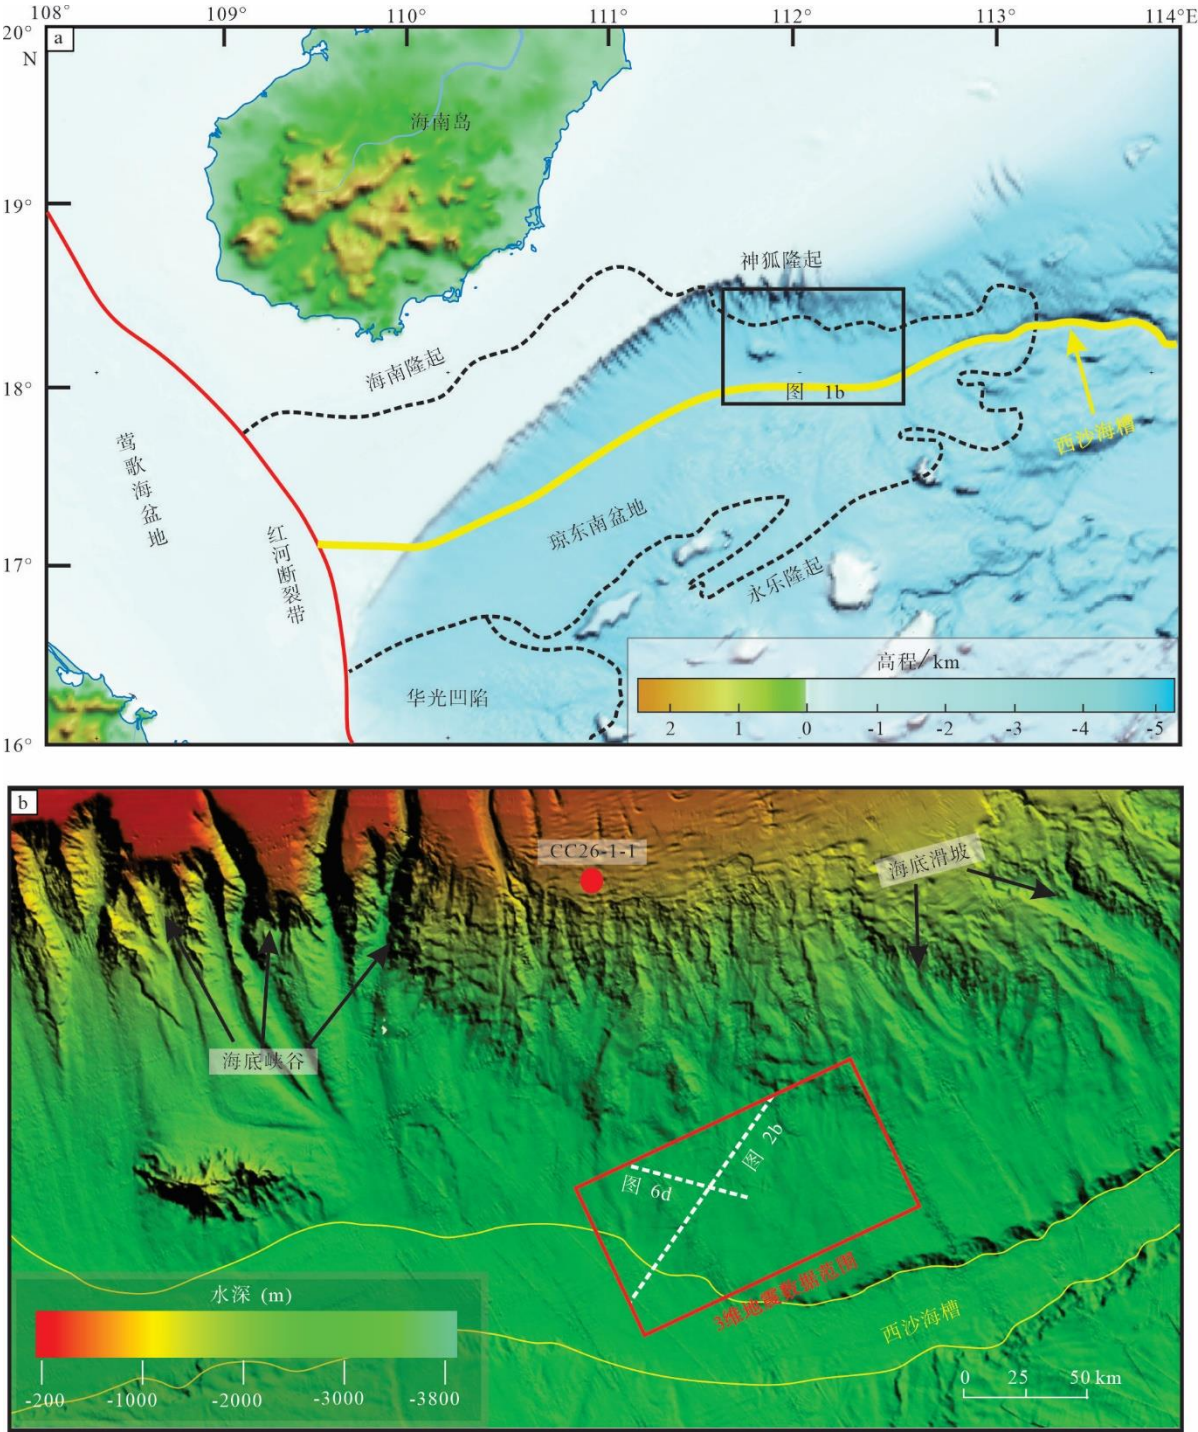 108°
109°
110°
111°
112°
113°
114°E
20°
N
a
海南岛
19°
神狐隆起
海南隆起
18°
图 1b
西沙海槽
莺歌海盆地
红河断裂带
琼东南盆地
17°
永乐隆起
高程/km
华光凹陷
2
1
0
-1
-2
-3
-4
-5
16°
b
CC26-1-1
海底滑坡
海底峡谷
图 2b
图 6d
3维地震数据范围
水深 (m)
西沙海槽
-200
-1000
-2000
-3000
-3800
0
25
50 km